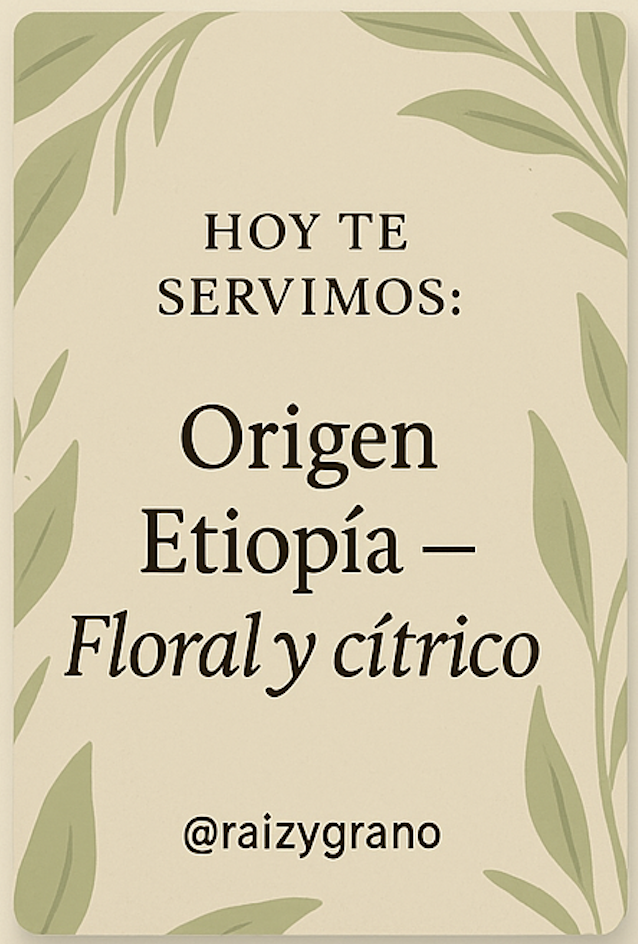 HOY TE
SERVIMOS:
Origen
Etiopía –
Floral y cítrico
@raizygrano